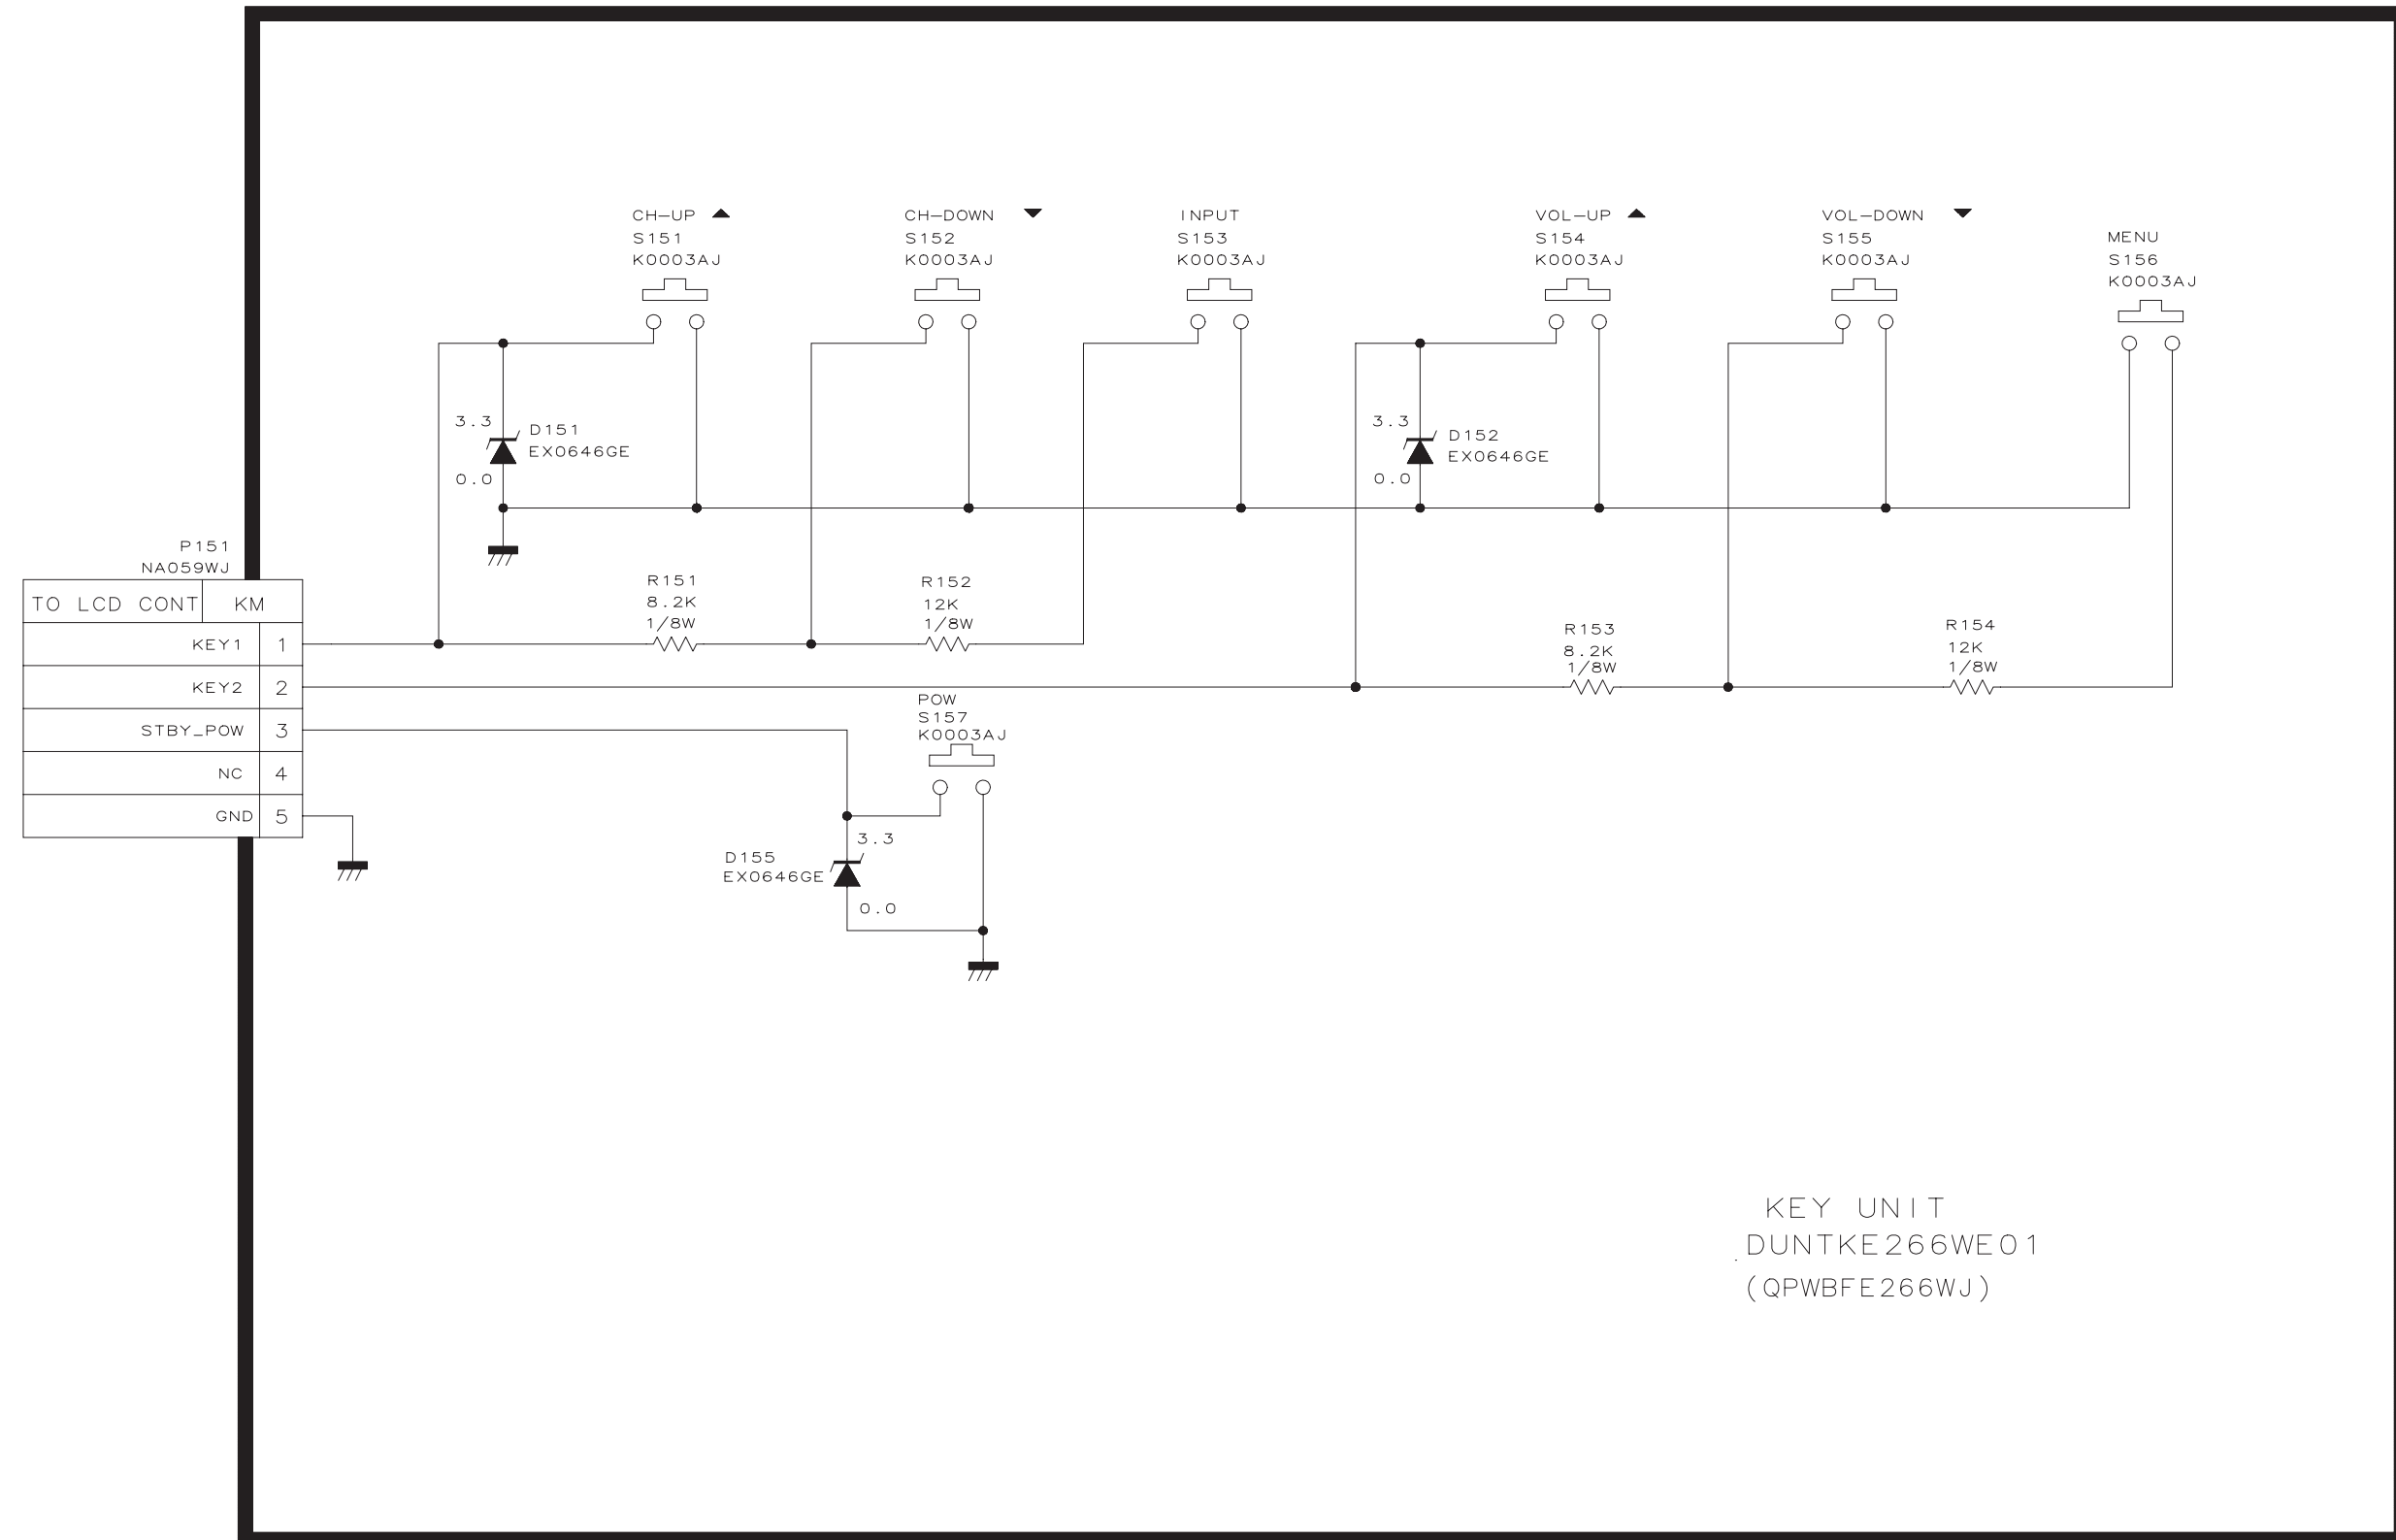 CH-UP ▲
S151
K0003AJ
CH-DOWN ▼
S152
K0003AJ
INPUT
S153
K0003AJ
VOL-UP ▲
S154
K0003AJ
VOL-DOWN ▼
S155
K0003AJ
MENU
S156
K0003AJ
3.3
D151
EX0646GE
0.0
3.3
D152
EX0646GE
0.0
P151
NA059WJ
TO LCD CONT KM
KEY1 1
KEY2 2
STBY_POW 3
NC 4
GND 5
R151
8.2K
1/8W
R152
12K
1/8W
R153
8.2K
1/8W
R154
12K
1/8W
POW
S157
K0003AJ
3.3
D155
EX0646GE
0.0
KEY UNIT
DUNTKE266WE01
(QPWBFE266WJ)